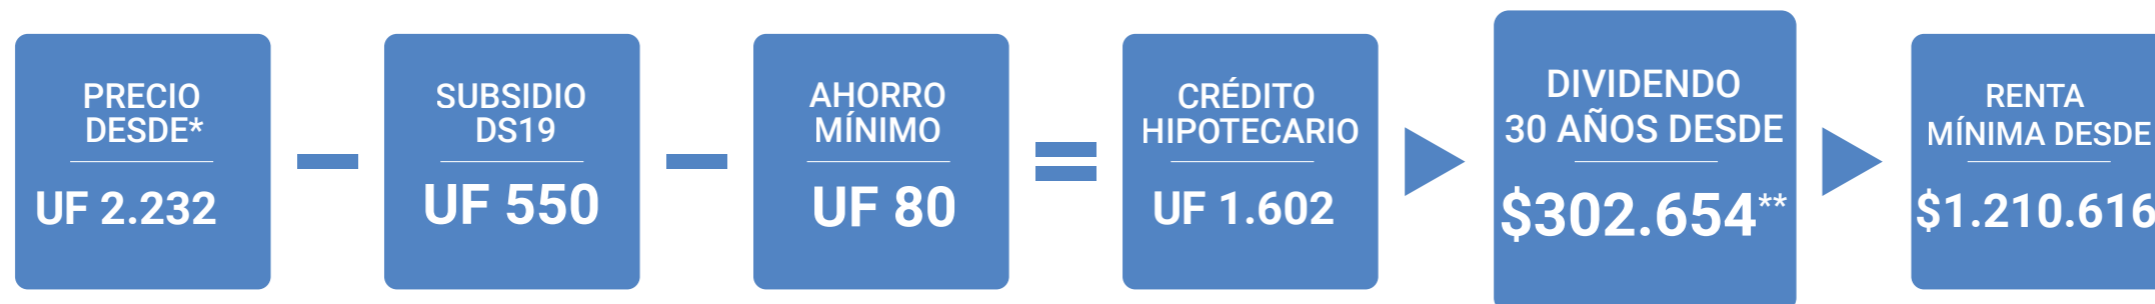 PRECIO
DESDE*
UF 2.232
SUBSIDIO
DS19
UF 550
AHORRO
MÍNIMO
UF 80
CRÉDITO
HIPOTECARIO
UF 1.602
DIVIDENDO
30 AÑOS DESDE
$302.654**
RENTA
MÍNIMA DESDE
$1.210.616